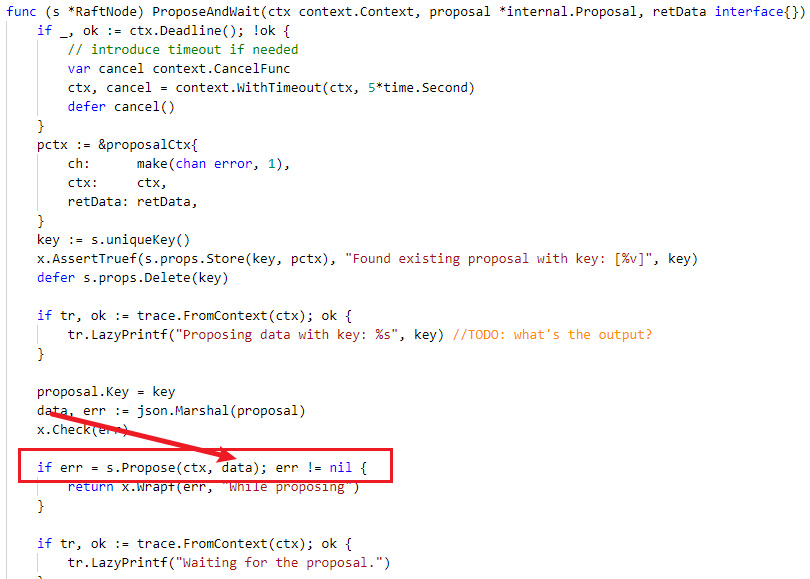 func (s *RaftNode) ProposeAndWait(ctx context.Context, proposal *internal.Proposal, retData interface{})
if _, ok := ctx.Deadline(); !ok {
// introduce timeout if needed
var cancel context.CancelFunc
ctx, cancel = context.WithTimeout(ctx, 5*time.Second)
defer cancel()
}
pctx := &proposalCtx{
ch: make(chan error, 1),
ctx: ctx,
retData: retData,
}
key := s.uniqueKey()
x.AssertTruef(s.props.Store(key, pctx), "Found existing proposal with key: [%v]", key)
defer s.props.Delete(key)
if tr, ok := trace.FromContext(ctx); ok {
tr.LazyPrintf("Proposing data with key: %s", key) //TODO: what's the output?
}
proposal.Key = key
data, err := json.Marshal(proposal)
x.Check(err)
if err = s.Propose(ctx, data); err != nil {
return x.Wrapf(err, "While proposing")
}
if tr, ok := trace.FromContext(ctx); ok {
tr.LazyPrintf("Waiting for the proposal.")
}